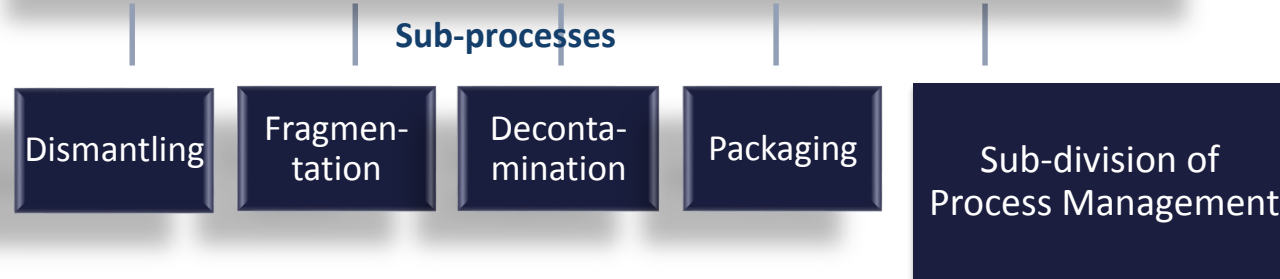 Sub-processes
Dismantling
Fragmen-
tation
Deconta-
mination
Packaging
Sub-division of
Process Management